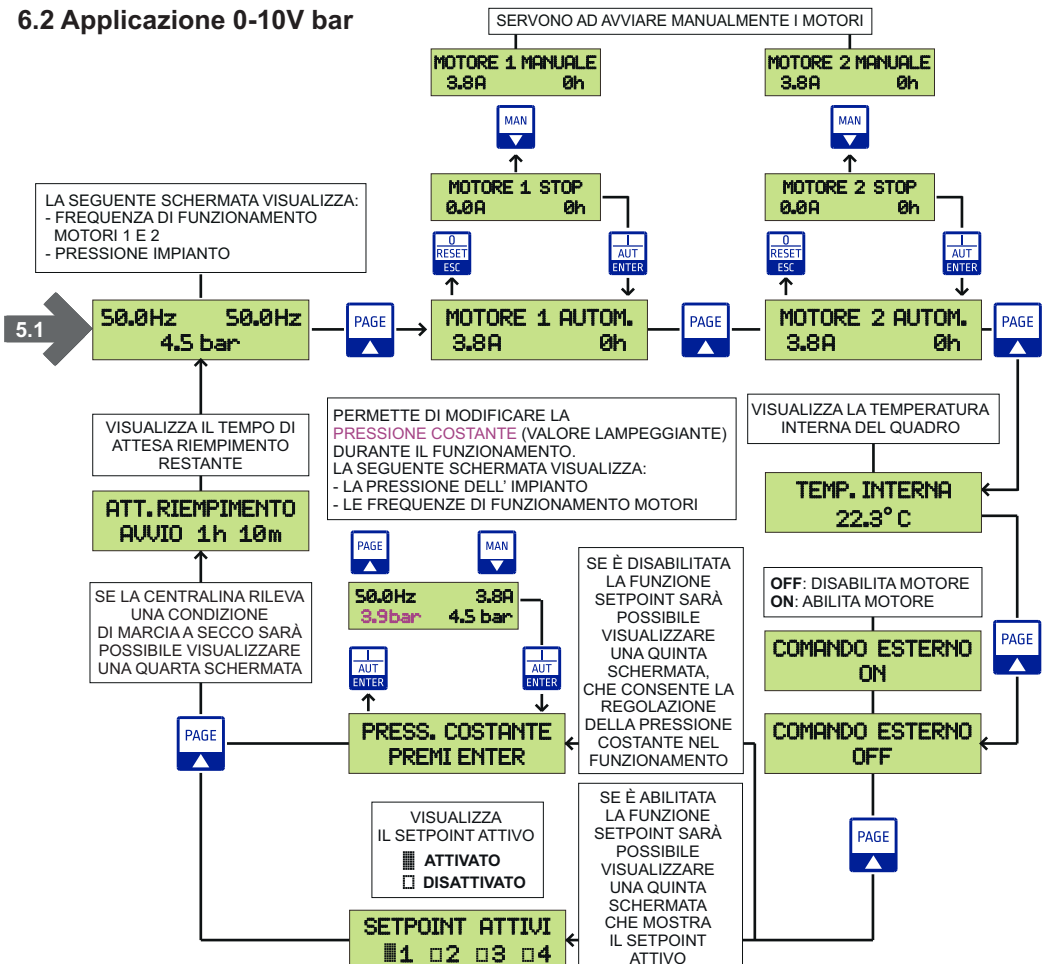 6.2 Applicazione 0-10V bar
SERVONO AD AVVIARE MANUALMENTE I MOTORI
MOTORE 1 MANUALE
3.8A 0h
MOTORE 2 MANUALE
3.8A 0h
MAN
MAN
MOTORE 1 STOP
0.0A 0h
MOTORE 2 STOP
0.0A 0h
LA SEGUENTE SCHERMATA VISUALIZZA:
- FREQUENZA DI FUNZIONAMENTO
MOTORI 1 E 2
- PRESSIONE IMPIANTO
0
RESET
ESC
I
AUT
ENTER
0
RESET
ESC
I
AUT
ENTER
5.1
50.0Hz 50.0Hz
4.5 bar
PAGE
MOTORE 1 AUTOM.
3.8A 0h
PAGE
MOTORE 2 AUTOM.
3.8A 0h
PAGE
VISUALIZZA IL TEMPO DI
ATTESA RIEMPIMENTO
RESTANTE
PERMETTE DI MODIFICARE LA
PRESSIONE COSTANTE (VALORE LAMPEGGIANTE)
DURANTE IL FUNZIONAMENTO.
LA SEGUENTE SCHERMATA VISUALIZZA:
- LA PRESSIONE DELL' IMPIANTO
- LE FREQUENZE DI FUNZIONAMENTO MOTORI
VISUALIZZA LA TEMPERATURA
INTERNA DEL QUADRO
ATT.RIEMPIMENTO
AVVIO 1h 10m
TEMP. INTERNA
22.3°C
PAGE
MAN
SE LA CENTRALINA RILEVA
UNA CONDIZIONE
DI MARCIA A SECCO SARÀ
POSSIBILE VISUALIZZARE
UNA QUARTA SCHERMATA
50.0Hz 3.8A
3.9bar 4.5 bar
SE È DISABILITATA
LA FUNZIONE
SETPOINT SARÀ
POSSIBILE
VISUALIZZARE
UNA QUINTA
SCHERMATA,
CHE CONSENTE LA
REGOLAZIONE
DELLA PRESSIONE
COSTANTE NEL
FUNZIONAMENTO
OFF: DISABILITA MOTORE
ON: ABILITA MOTORE
COMANDO ESTERNO
ON
PAGE
I
AUT
ENTER
I
AUT
ENTER
PAGE
PRESS. COSTANTE
PREMI ENTER
COMANDO ESTERNO
OFF
VISUALIZZA
IL SETPOINT ATTIVO
ATTIVATO
DISATTIVATO
SE È ABILITATA
LA FUNZIONE
SETPOINT SARÀ
POSSIBILE
VISUALIZZARE
UNA QUINTA
SCHERMATA
CHE MOSTRA
IL SETPOINT
ATTIVO
PAGE
SETPOINT ATTIVI
▓1 □2 □3 □4